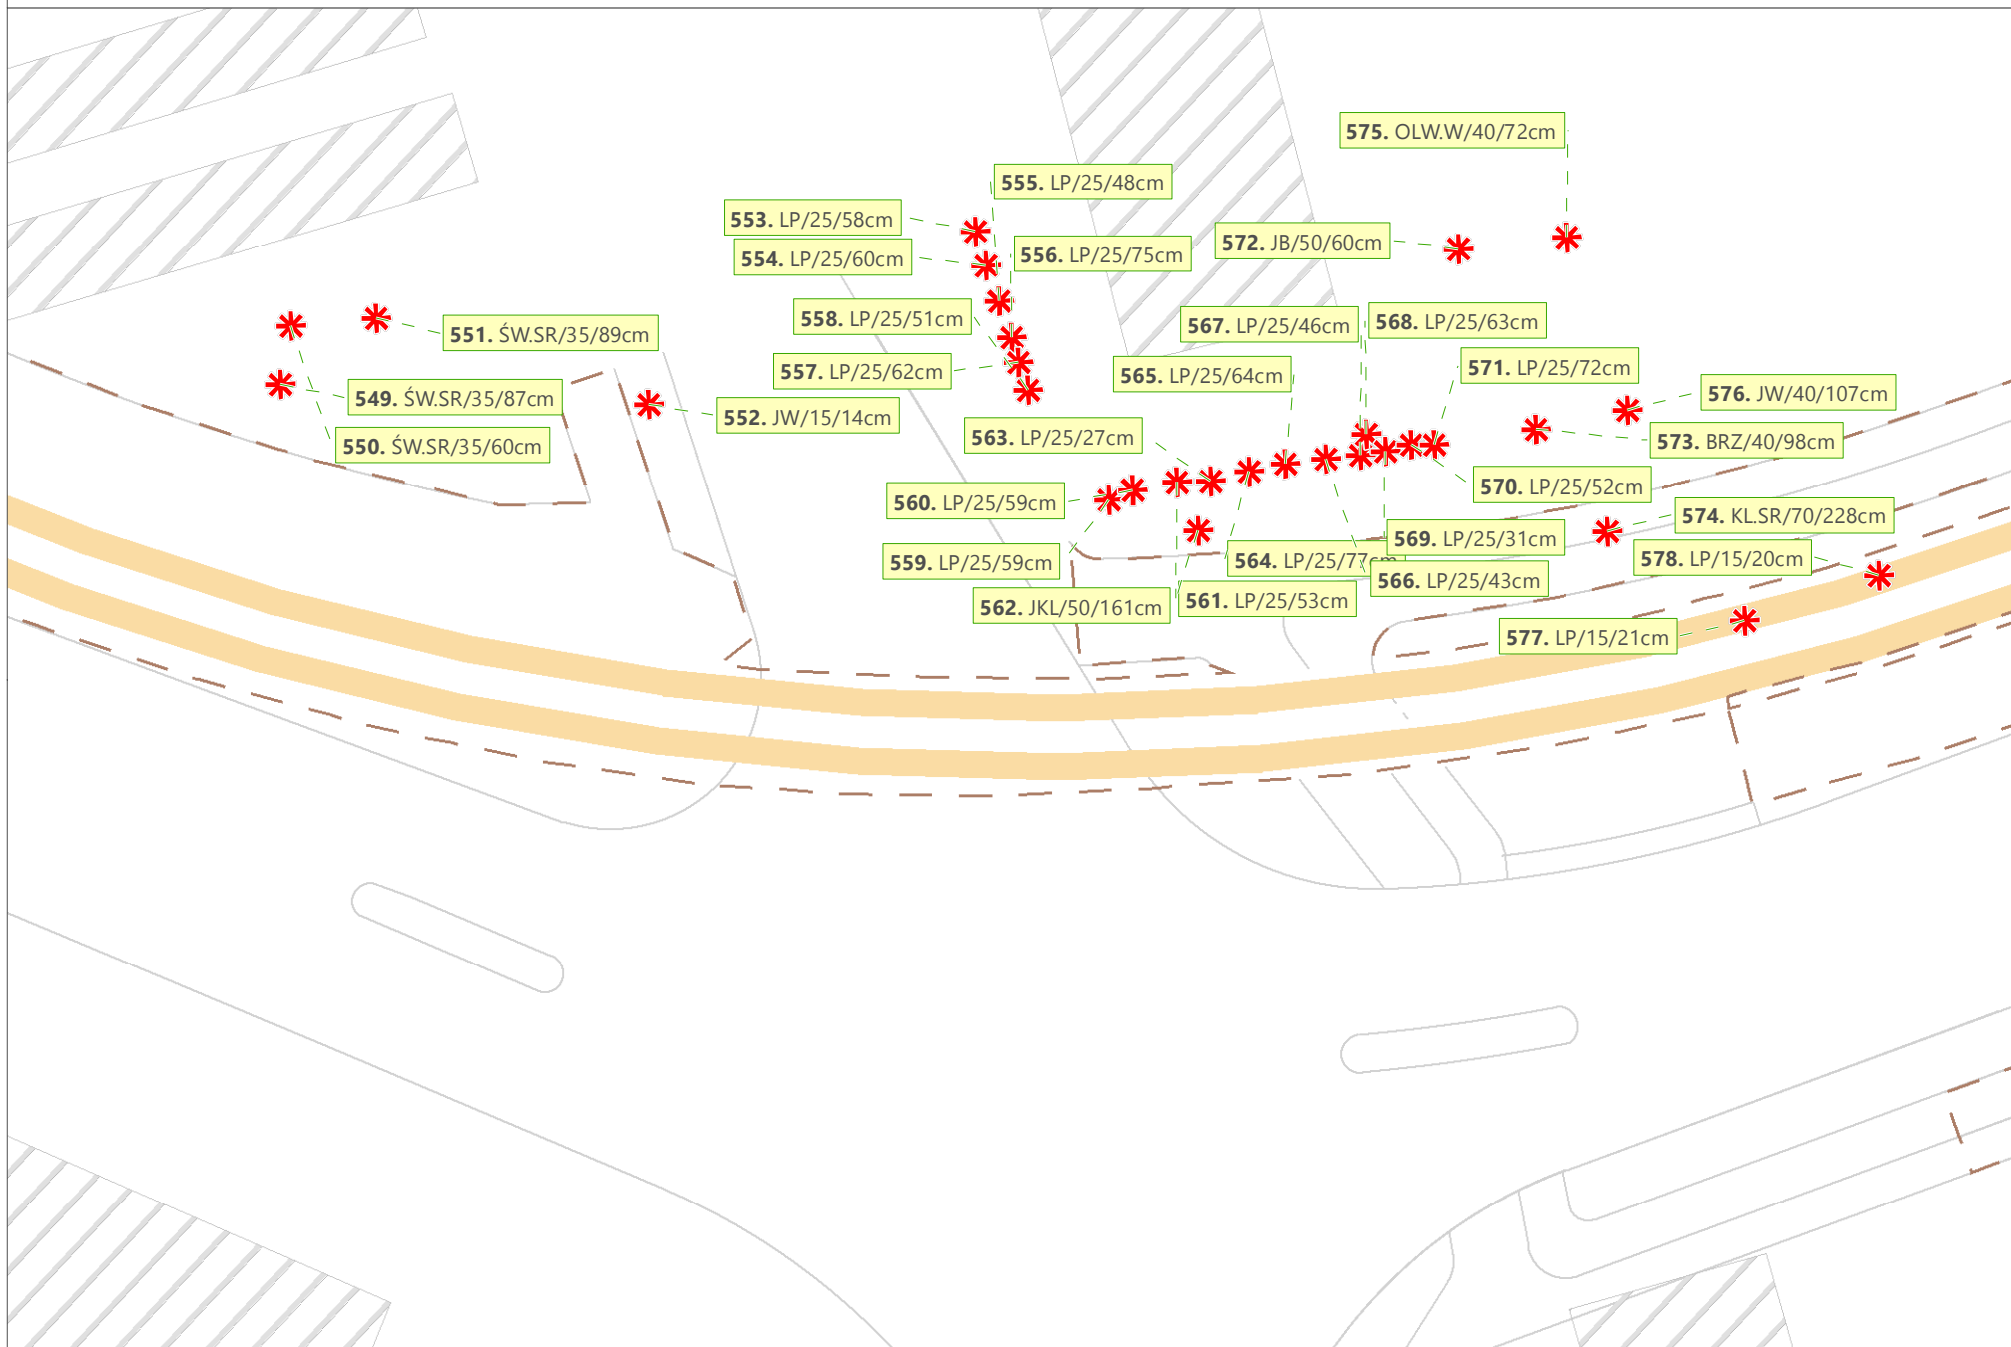 575. OLW.W/40/72cm
555. LP/25/48cm
553. LP/25/58cm
572. JB/50/60cm
556. LP/25/75cm
554. LP/25/60cm
558. LP/25/51cm
568. LP/25/63cm
567. LP/25/46cm
551. ŚW.SR/35/89cm
571. LP/25/72cm
557. LP/25/62cm
565. LP/25/64cm
576. JW/40/107cm
549. ŚW.SR/35/87cm
552. JW/15/14cm
563. LP/25/27cm
573. BRZ/40/98cm
550. ŚW.SR/35/60cm
570. LP/25/52cm
560. LP/25/59cm
574. KL.SR/70/228cm
569. LP/25/31cm
578. LP/15/20cm
564. LP/25/77cm
559. LP/25/59cm
566. LP/25/43cm
561. LP/25/53cm
562. JKL/50/161cm
577. LP/15/21cm